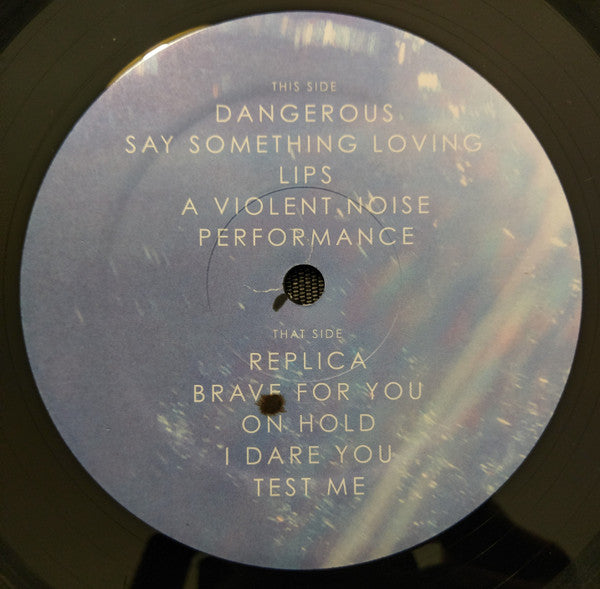 THIS SIDE
DANGEROUS
SAY SOMETHING LOVING
LIPS
A VIOLENT NOISE
PERFORMANCE
THAT SIDE
REPLICA
BRAVE FOR YOU
ON HOLD
I DARE YOU
TEST ME